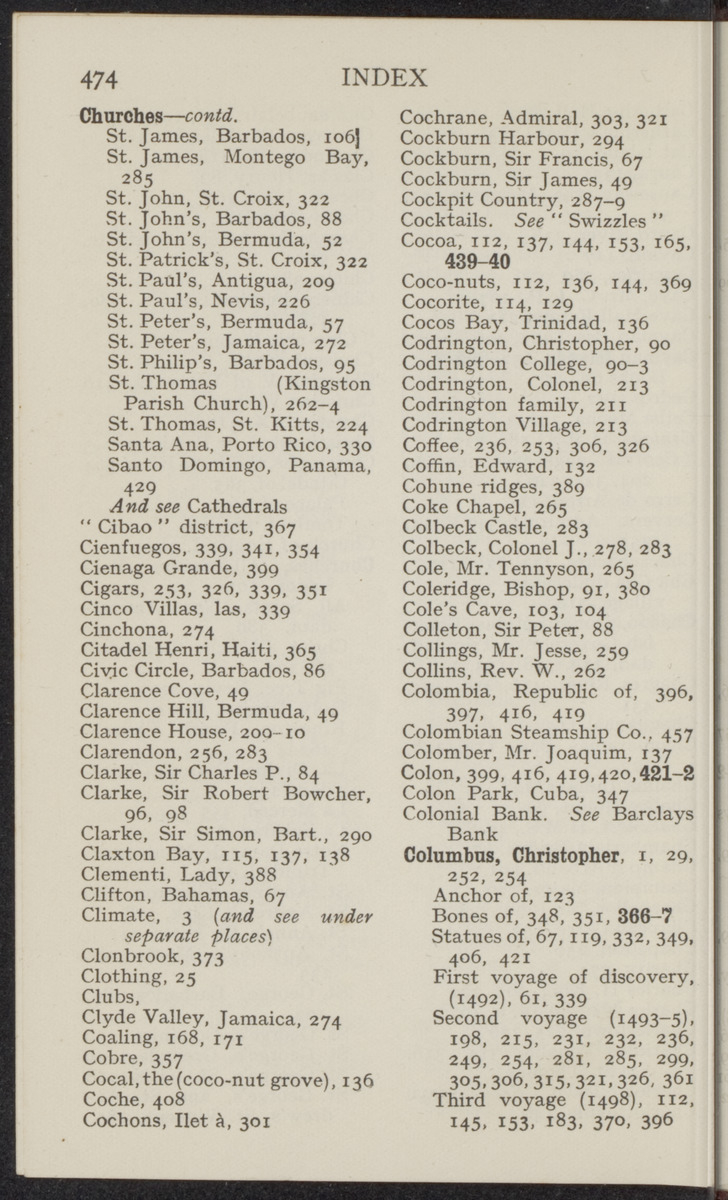 474
INDEX
Churches—contd.
St. James, Barbados, 106
St. James, Montego Bay,
285
St. John, St. Croix, 322
St. John's, Barbados, 88
St. John's, Bermuda, 52
St. Patrick's, St. Croix, 322
St. Paul's, Antigua, 209
St. Paul's, Nevis, 226
St. Peter's, Bermuda, 57
St. Peter's, Jamaica, 272
St. Philip's, Barbados, 95
St. Thomas (Kingston
Parish Church), 262–4
St. Thomas, St. Kitts, 224
Santa Ana, Porto Rico, 330
Santo Domingo, Panama,
429
And see Cathedrals
" Cibao " district, 367
Cienfuegos, 339, 341, 354
Cienaga Grande, 399
Cigars, 253, 326, 339, 351
Cinco Villas, las, 339
Cinchona, 274
Citadel Henri, Haiti, 365
Civic Circle, Barbados, 86
Clarence Cove, 49
Clarence Hill, Bermuda, 49
Clarence House, 209–10
Clarendon, 256, 283
Clarke, Sir Charles P., 84
Clarke, Sir Robert Bowcher,
96, 98
Clarke, Sir Simon, Bart., 290
Claxton Bay, 115, 137, 138
Clementi, Lady, 388
Clifton, Bahamas, 67
Climate, 3 (and see under
separate places)
Clonbrook, 373
Clothing, 25
Clubs,
Clyde Valley, Jamaica, 274
Coaling, 168, 171
Cobre, 357
Cocal, the (coco-nut grove), 136
Coche, 408
Cochons, Ilet à, 301
Cochrane, Admiral, 303, 321
Cockburn Harbour, 294
Cockburn, Sir Francis, 67
Cockburn, Sir James, 49
Cockpit Country, 287–9
Cocktails. See " Swizzles "
Cocoa, 112, 137, 144, 153, 165,
439–40
Coco-nuts, 112, 136, 144, 369
Cocorite, 114, 129
Cocos Bay, Trinidad, 136
Codrington, Christopher, 90
Codrington College, 90–3
Codrington, Colonel, 213
Codrington family, 211
Codrington Village, 213
Coffee, 236, 253, 306, 326
Coffin, Edward, 132
Cohune ridges, 389
Coke Chapel, 265
Colbeck Castle, 283
Colbeck, Colonel J., 278, 283
Cole, Mr. Tennyson, 265
Coleridge, Bishop, 91, 380
Cole's Cave, 103, 104
Colleton, Sir Peter, 88
Collings, Mr. Jesse, 259
Collins, Rev. W., 262
Colombia, Republic of, 396,
397, 416, 419
Colombian Steamship Co., 457
Colomber, Mr. Joaquim, 137
Colon, 399, 416, 419, 420, 421–2
Colon Park, Cuba, 347
Colonial Bank. See Barclays
Bank
Columbus, Christopher, 1, 29,
252, 254
Anchor of, 123
Bones of, 348, 351, 366–7
Statues of, 67, 119, 332, 349,
406, 421
First voyage of discovery,
(1492), 61, 339
Second voyage (1493–5),
198, 215, 231, 232, 236,
249, 254, 281, 285, 299,
305, 306, 315, 321, 326, 361
Third voyage (1498), 112,
145, 153, 183, 370, 396